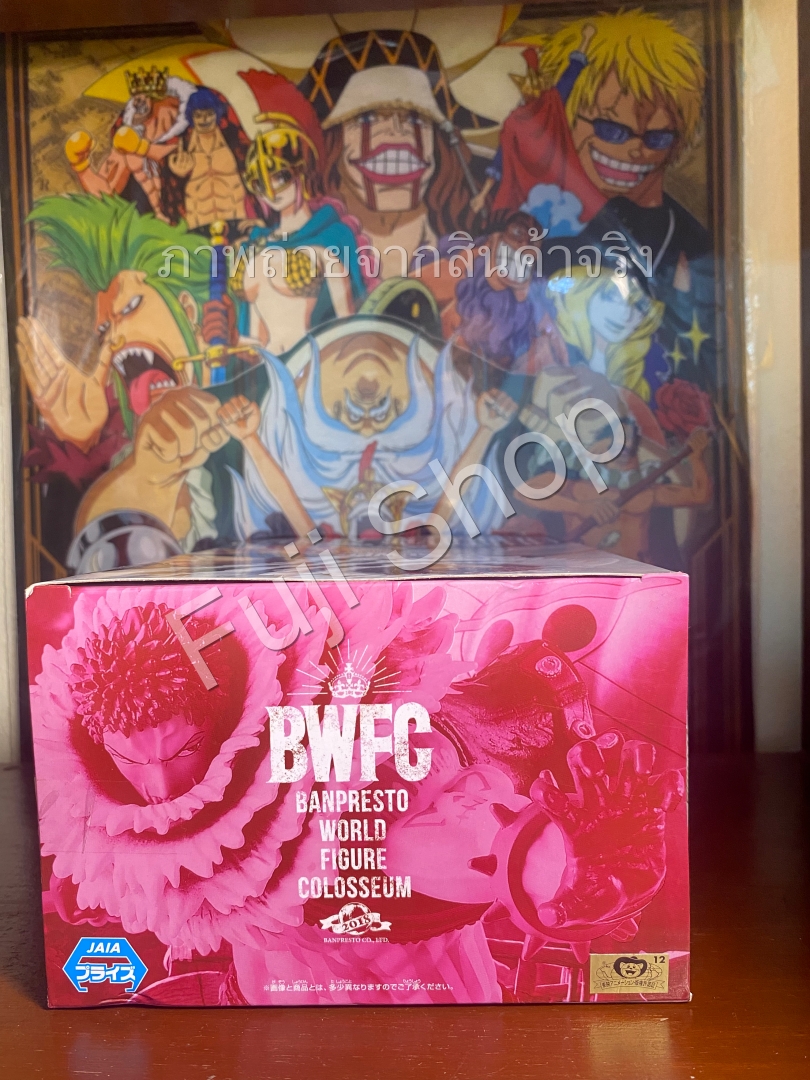 ภาพถ่ายจากสินค้าจริง
Fuji Shop
BWFC
BANPRESTO
WORLD
FIGURE
COLOSSEUM
2018
BANPRESTO CO., LTD.
JAIA
プライズ
※画像と商品とは、多少異なりますのでご了承ください。
12